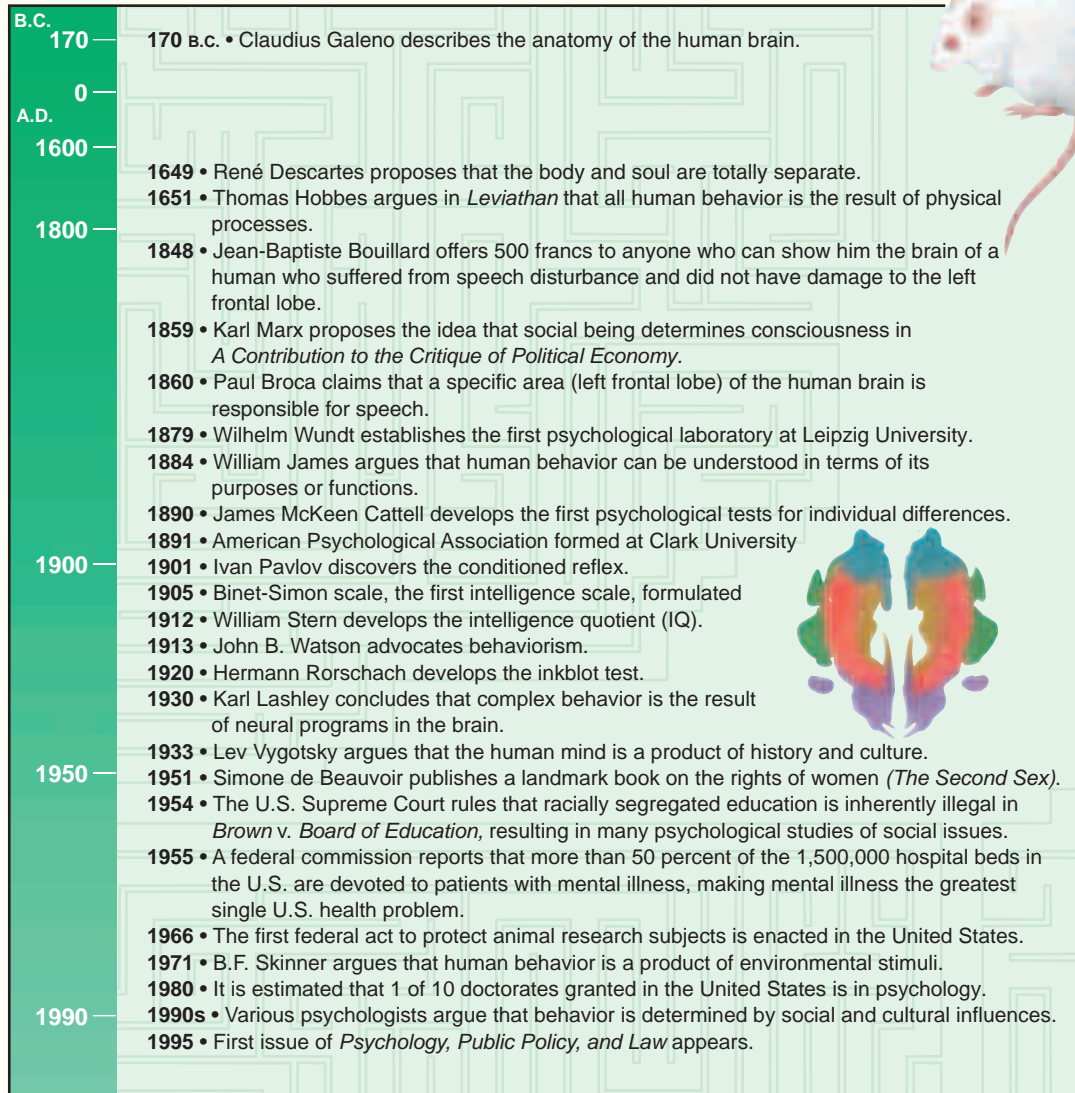 B.C.
170
170 B.C. • Claudius Galeno describes the anatomy of the human brain.
0
A.D.
1600
1649 • René Descartes proposes that the body and soul are totally separate.
1651 • Thomas Hobbes argues in Leviathan that all human behavior is the result of physical
processes.
1800
1848 • Jean-Baptiste Bouillard offers 500 francs to anyone who can show him the brain of a
human who suffered from speech disturbance and did not have damage to the left
frontal lobe.
1859 • Karl Marx proposes the idea that social being determines consciousness in
A Contribution to the Critique of Political Economy.
1860 • Paul Broca claims that a specific area (left frontal lobe) of the human brain is
responsible for speech.
1879 • Wilhelm Wundt establishes the first psychological laboratory at Leipzig University.
1884 • William James argues that human behavior can be understood in terms of its
purposes or functions.
1890 • James McKeen Cattell develops the first psychological tests for individual differences.
1891 • American Psychological Association formed at Clark University
1900
1901 • Ivan Pavlov discovers the conditioned reflex.
1905 • Binet-Simon scale, the first intelligence scale, formulated
1912 • William Stern develops the intelligence quotient (IQ).
1913 • John B. Watson advocates behaviorism.
1920 • Hermann Rorschach develops the inkblot test.
1930 • Karl Lashley concludes that complex behavior is the result
of neural programs in the brain.
1933 • Lev Vygotsky argues that the human mind is a product of history and culture.
1950
1951 • Simone de Beauvoir publishes a landmark book on the rights of women (The Second Sex).
1954 • The U.S. Supreme Court rules that racially segregated education is inherently illegal in
Brown v. Board of Education, resulting in many psychological studies of social issues.
1955 • A federal commission reports that more than 50 percent of the 1,500,000 hospital beds in
the U.S. are devoted to patients with mental illness, making mental illness the greatest
single U.S. health problem.
1966 • The first federal act to protect animal research subjects is enacted in the United States.
1971 • B.F. Skinner argues that human behavior is a product of environmental stimuli.
1980 • It is estimated that 1 of 10 doctorates granted in the United States is in psychology.
1990
1990s • Various psychologists argue that behavior is determined by social and cultural influences.
1995 • First issue of Psychology, Public Policy, and Law appears.